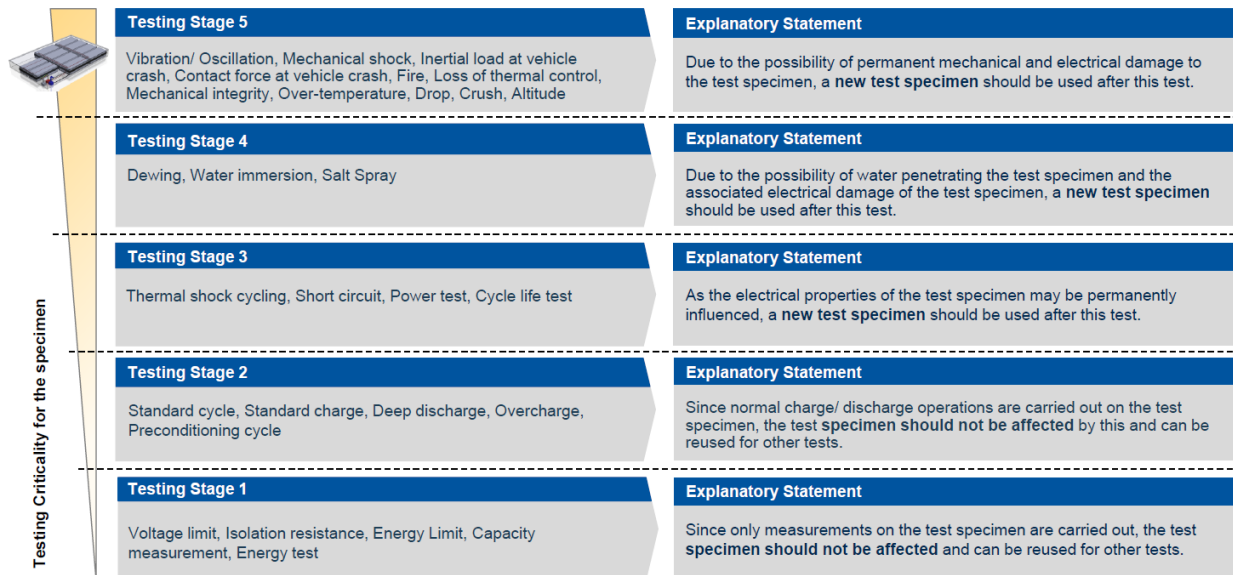 Testing Stage 5
Vibration/ Oscillation, Mechanical shock, Inertial load at vehicle
crash, Contact force at vehicle crash, Fire, Loss of thermal control,
Mechanical integrity, Over-temperature, Drop, Crush, Altitude
Explanatory Statement
Due to the possibility of permanent mechanical and electrical damage to
the test specimen, a new test specimen should be used after this test.
Testing Stage 4
Dewing, Water immersion, Salt Spray
Explanatory Statement
Due to the possibility of water penetrating the test specimen and the
associated electrical damage of the test specimen, a new test specimen
should be used after this test.
Testing Stage 3
Thermal shock cycling, Short circuit, Power test, Cycle life test
Explanatory Statement
As the electrical properties of the test specimen may be permanently
influenced, a new test specimen should be used after this test.
Testing Stage 2
Standard cycle, Standard charge, Deep discharge, Overcharge,
Preconditioning cycle
Explanatory Statement
Since normal charge/ discharge operations are carried out on the test
specimen, the test specimen should not be affected by this and can be
reused for other tests.
Testing Stage 1
Voltage limit, Isolation resistance, Energy Limit, Capacity
measurement, Energy test
Explanatory Statement
Since only measurements on the test specimen are carried out, the test
specimen should not be affected and can be reused for other tests.
Testing Criticality for the specimen